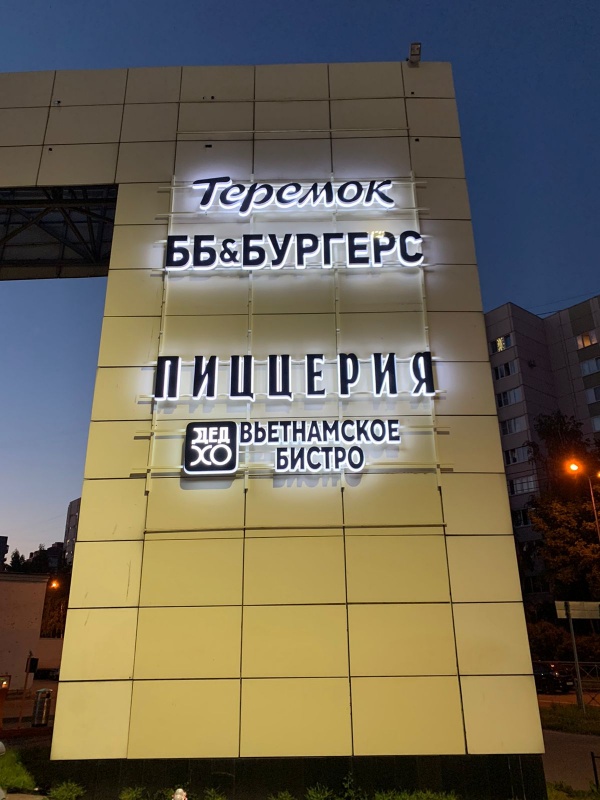 Теремок
ББ&БУРГЕРС
ПИЦЦЕРИЯ
ДЕД
ХО
ВЬЕТНАМСКОЕ
БИСТРО